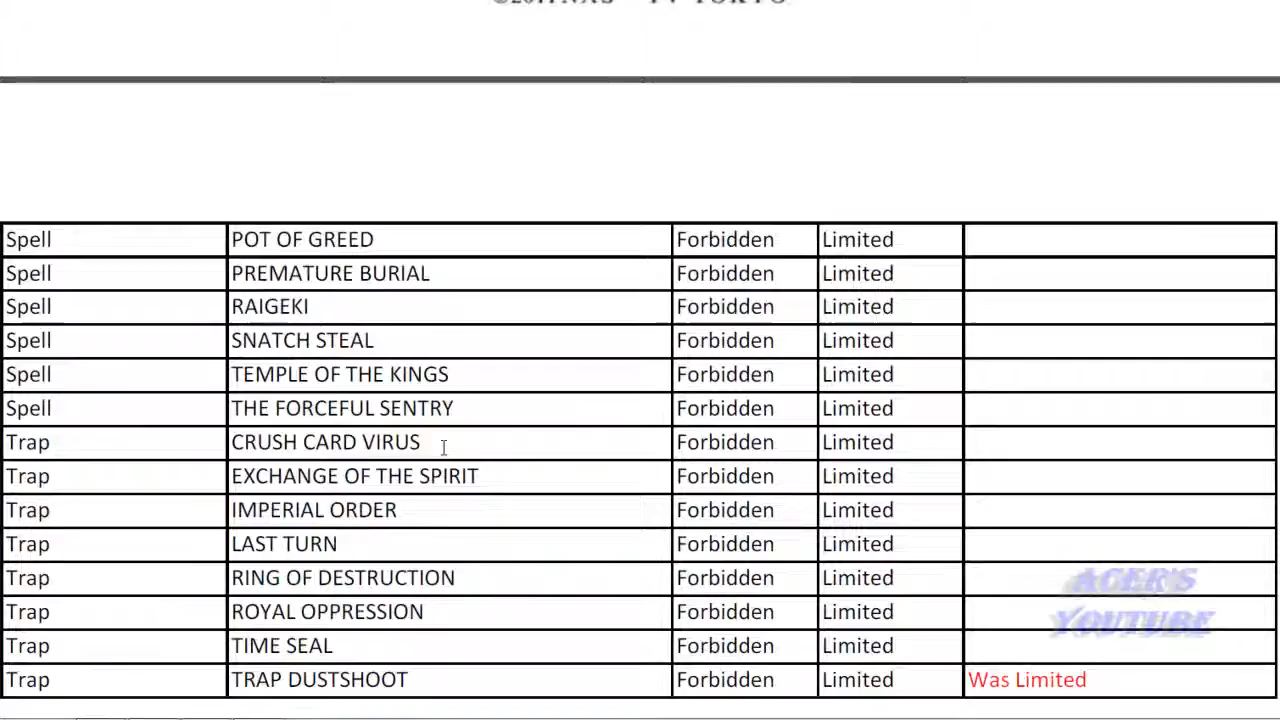 Spell POT OF GREED Forbidden Limited
Spell PREMATURE BURIAL Forbidden Limited
Spell RAIGEKI Forbidden Limited
Spell SNATCH STEAL Forbidden Limited
Spell TEMPLE OF THE KINGS Forbidden Limited
Spell THE FORCEFUL SENTRY Forbidden Limited
Trap CRUSH CARD VIRUS Forbidden Limited
Trap EXCHANGE OF THE SPIRIT Forbidden Limited
Trap IMPERIAL ORDER Forbidden Limited
Trap LAST TURN Forbidden Limited
Trap RING OF DESTRUCTION Forbidden Limited
Trap ROYAL OPPRESSION Forbidden Limited
Trap TIME SEAL Forbidden Limited
Trap TRAP DUSTSHOOT Forbidden Limited Was Limited
ACER'S
YOUTUBE